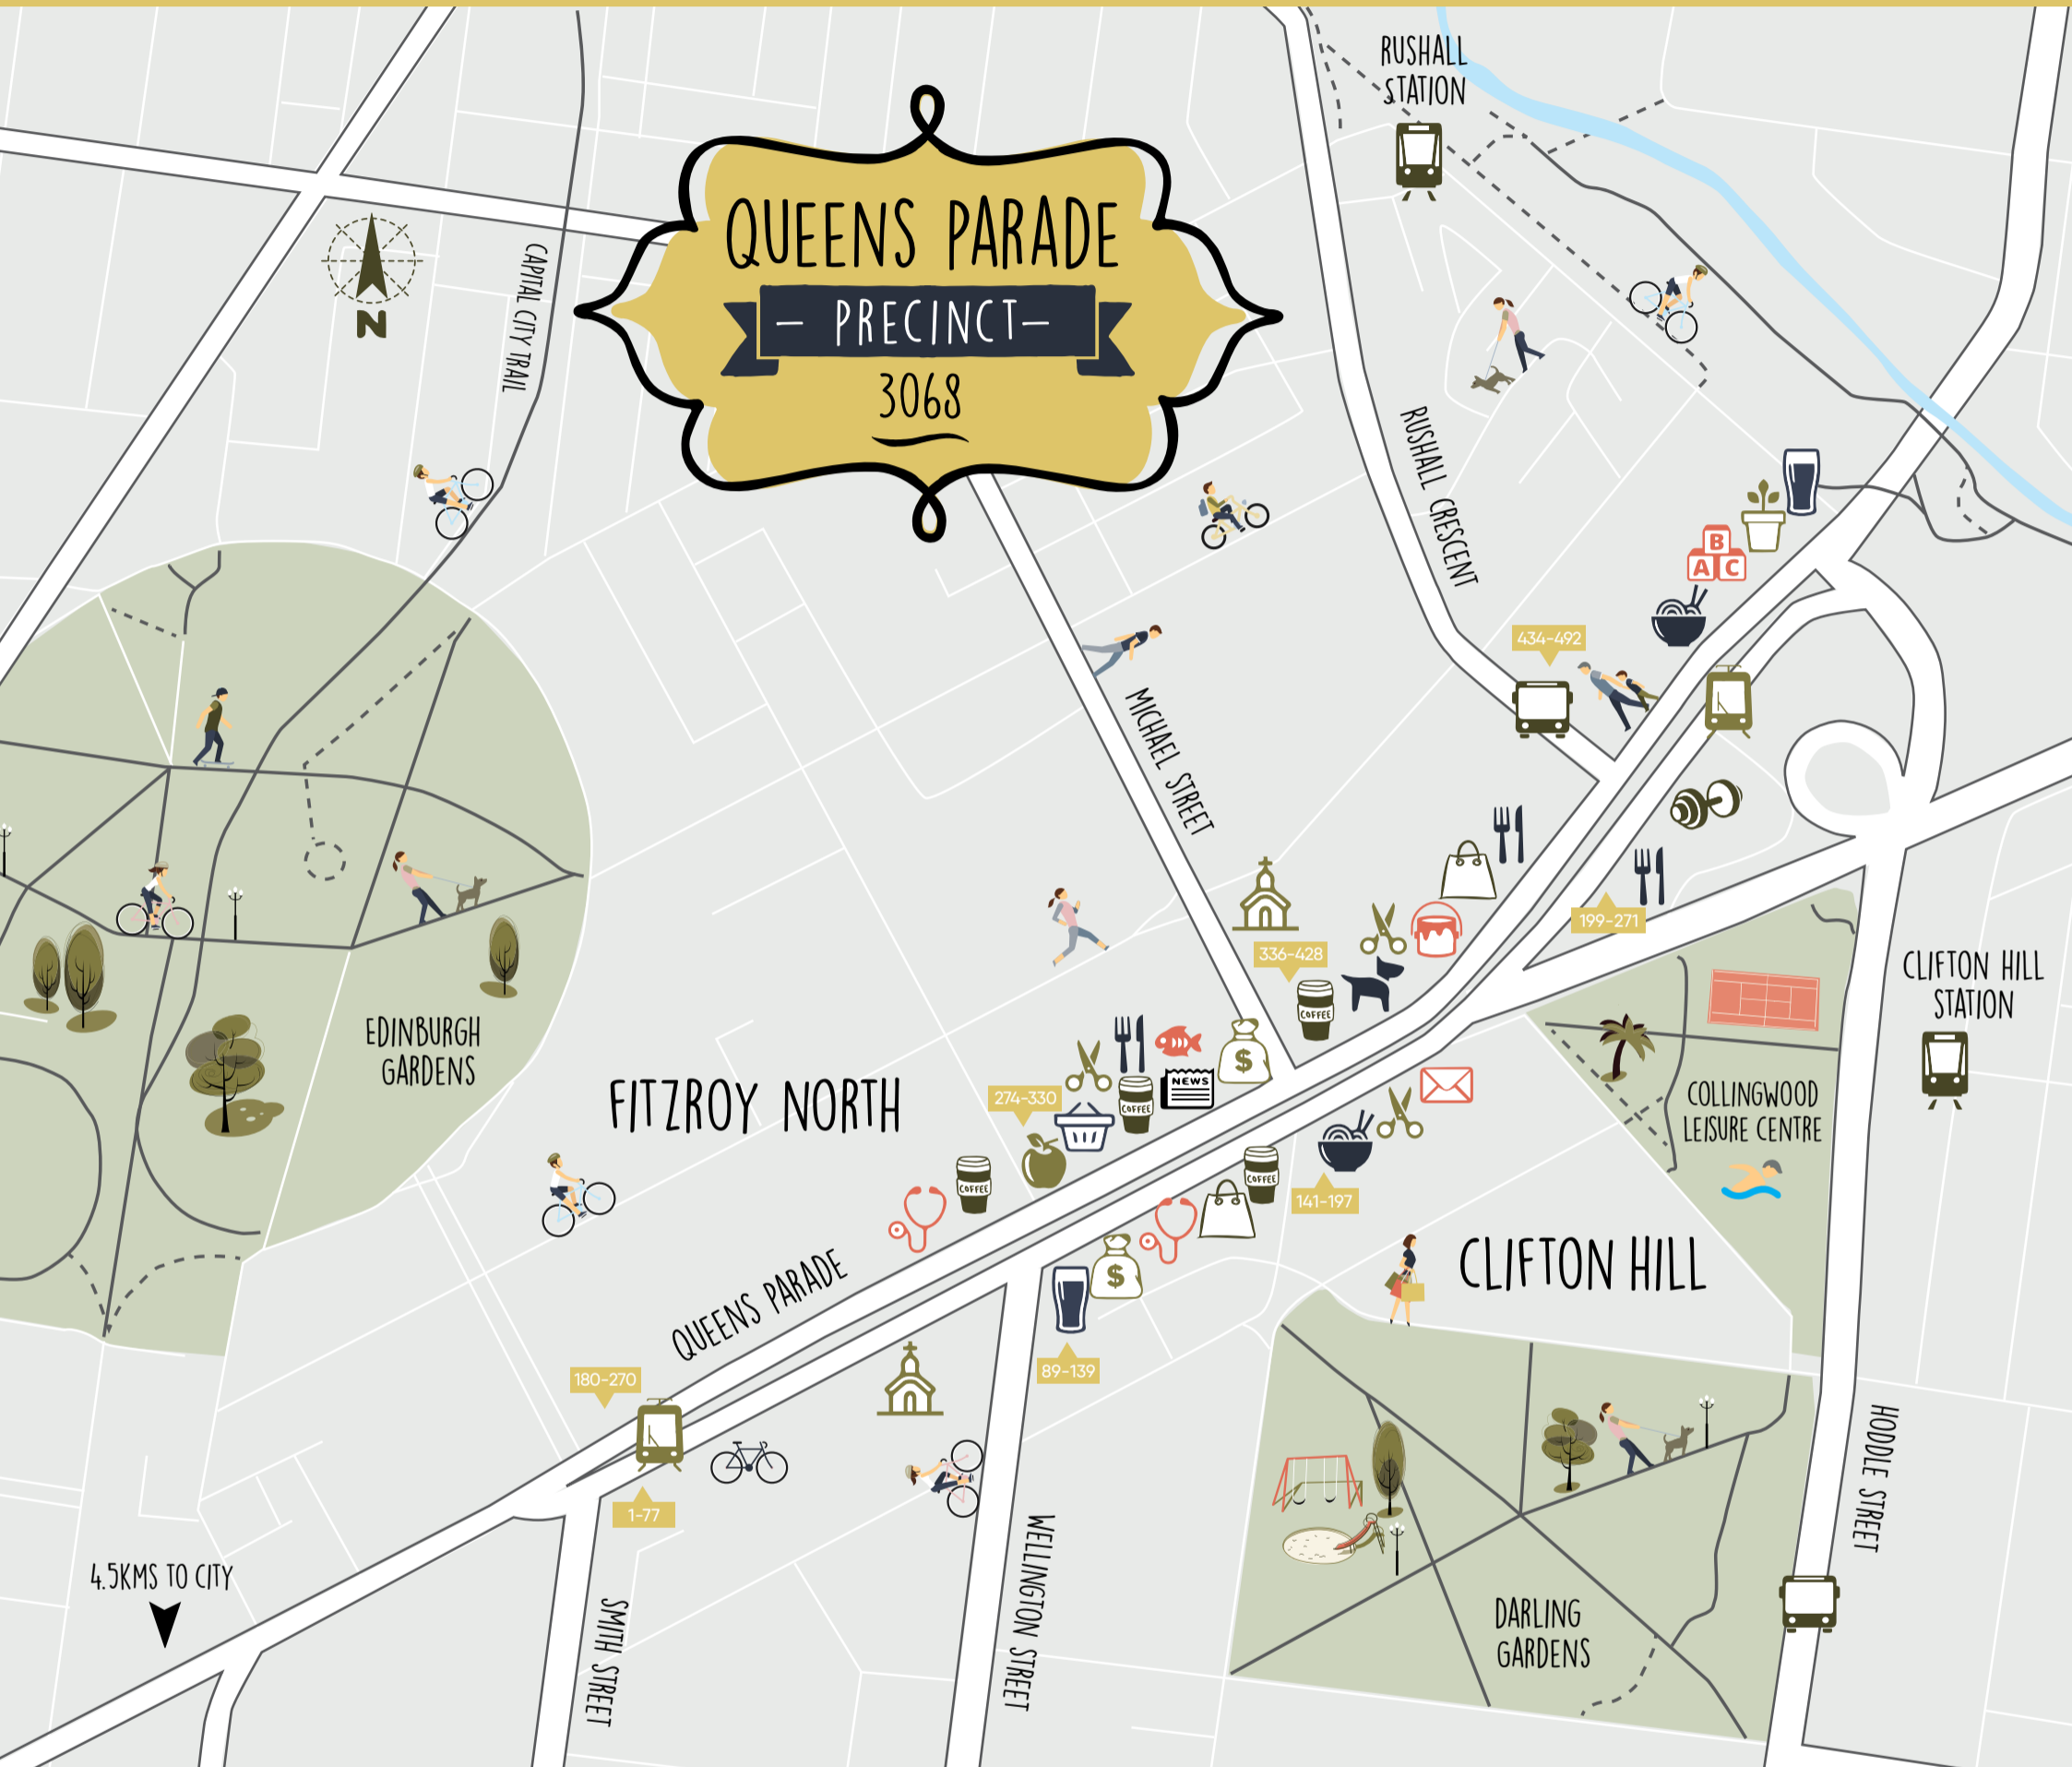 RUSHALL
STATION
QUEENS PARADE
– PRECINCT–
3068
N
CAPITAL CITY TRAIL
RUSHALL CRESCENT
B
A C
434-492
MICHAEL STREET
199-271
336-428
COFFEE
CLIFTON HILL
STATION
EDINBURGH
GARDENS
FITZROY NORTH
274-330
$
NEWS
COFFEE
COLLINGWOOD
LEISURE CENTRE
COFFEE
COFFEE
141-197
CLIFTON HILL
$
QUEENS PARADE
89-139
180-270
1-77
HODDLE STREET
WELLINGTON STREET
4.5KMS TO CITY
SMITH STREET
DARLING
GARDENS